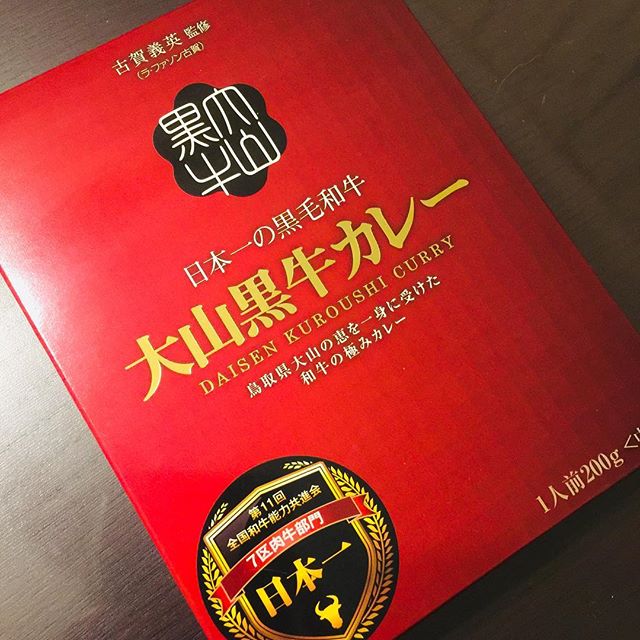 古賀義英 監修
(ラ・ファソン古賀)
大山
黒牛
日本一の黒毛和牛
大山黒牛カレー
DAISEN KUROUSHI CURRY
鳥取県大山の恵を一身に受けた
和牛の極みカレー
1人前200g
第11回
全国和牛能力共進会
7区肉牛部門
日本一